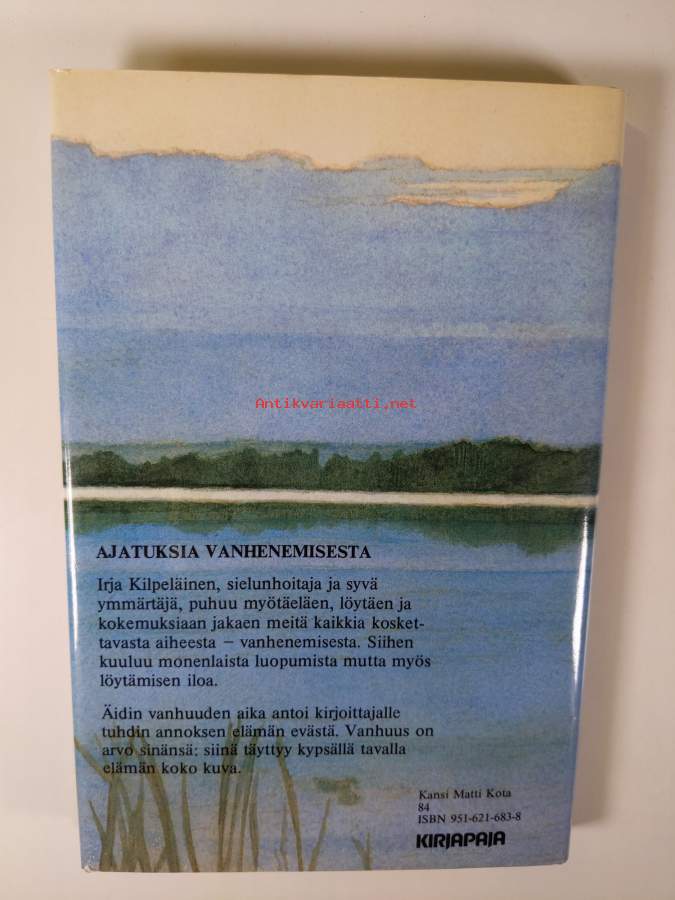 Antikvariaatti.net
AJATUKSIA VANHENEMISESTA
Irja Kilpeläinen, sielunhoitaja ja syvä
ymmärtäjä, puhuu myötäeläen, löytäen ja
kokemuksiaan jakaen meitä kaikkia kosket-
tavasta aiheesta – vanhenemisesta. Siihen
kuuluu monenlaista luopumista mutta myös
löytämisen iloa.
Äidin vanhuuden aika antoi kirjoittajalle
tuhdin annoksen elämän evästä. Vanhuus on
arvo sinänsä: siinä täyttyy kypsällä tavalla
elämän koko kuva.
Kansi Matti Kota
84
ISBN 951-621-683-8
KIRJAPAJA